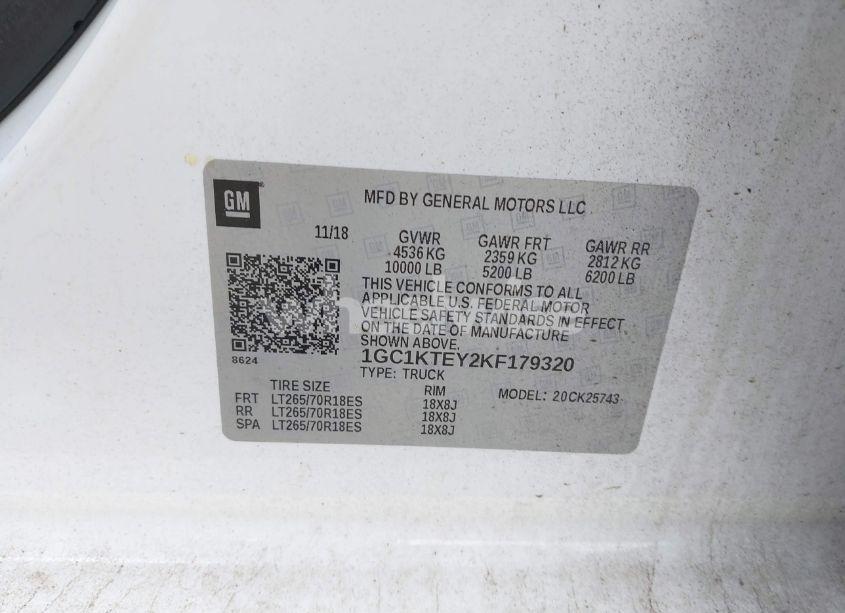 GM
MFD BY GENERAL MOTORS LLC
11/18
GVWR GAWR FRT GAWR RR
4536 KG 2359 KG 2812 KG
10000 LB 5200 LB 6200 LB
THIS VEHICLE CONFORMS TO ALL
APPLICABLE U.S. FEDERAL MOTOR
VEHICLE SAFETY STANDARDS IN EFFECT
ON THE DATE OF MANUFACTURE
SHOWN ABOVE.
8624
1GC1KTEY2KF179320
TYPE: TRUCK
TIRE SIZE RIM MODEL: 20CK25743
FRT LT265/70R18ES 18X8J
RR LT265/70R18ES 18X8J
SPA LT265/70R18ES 18X8J